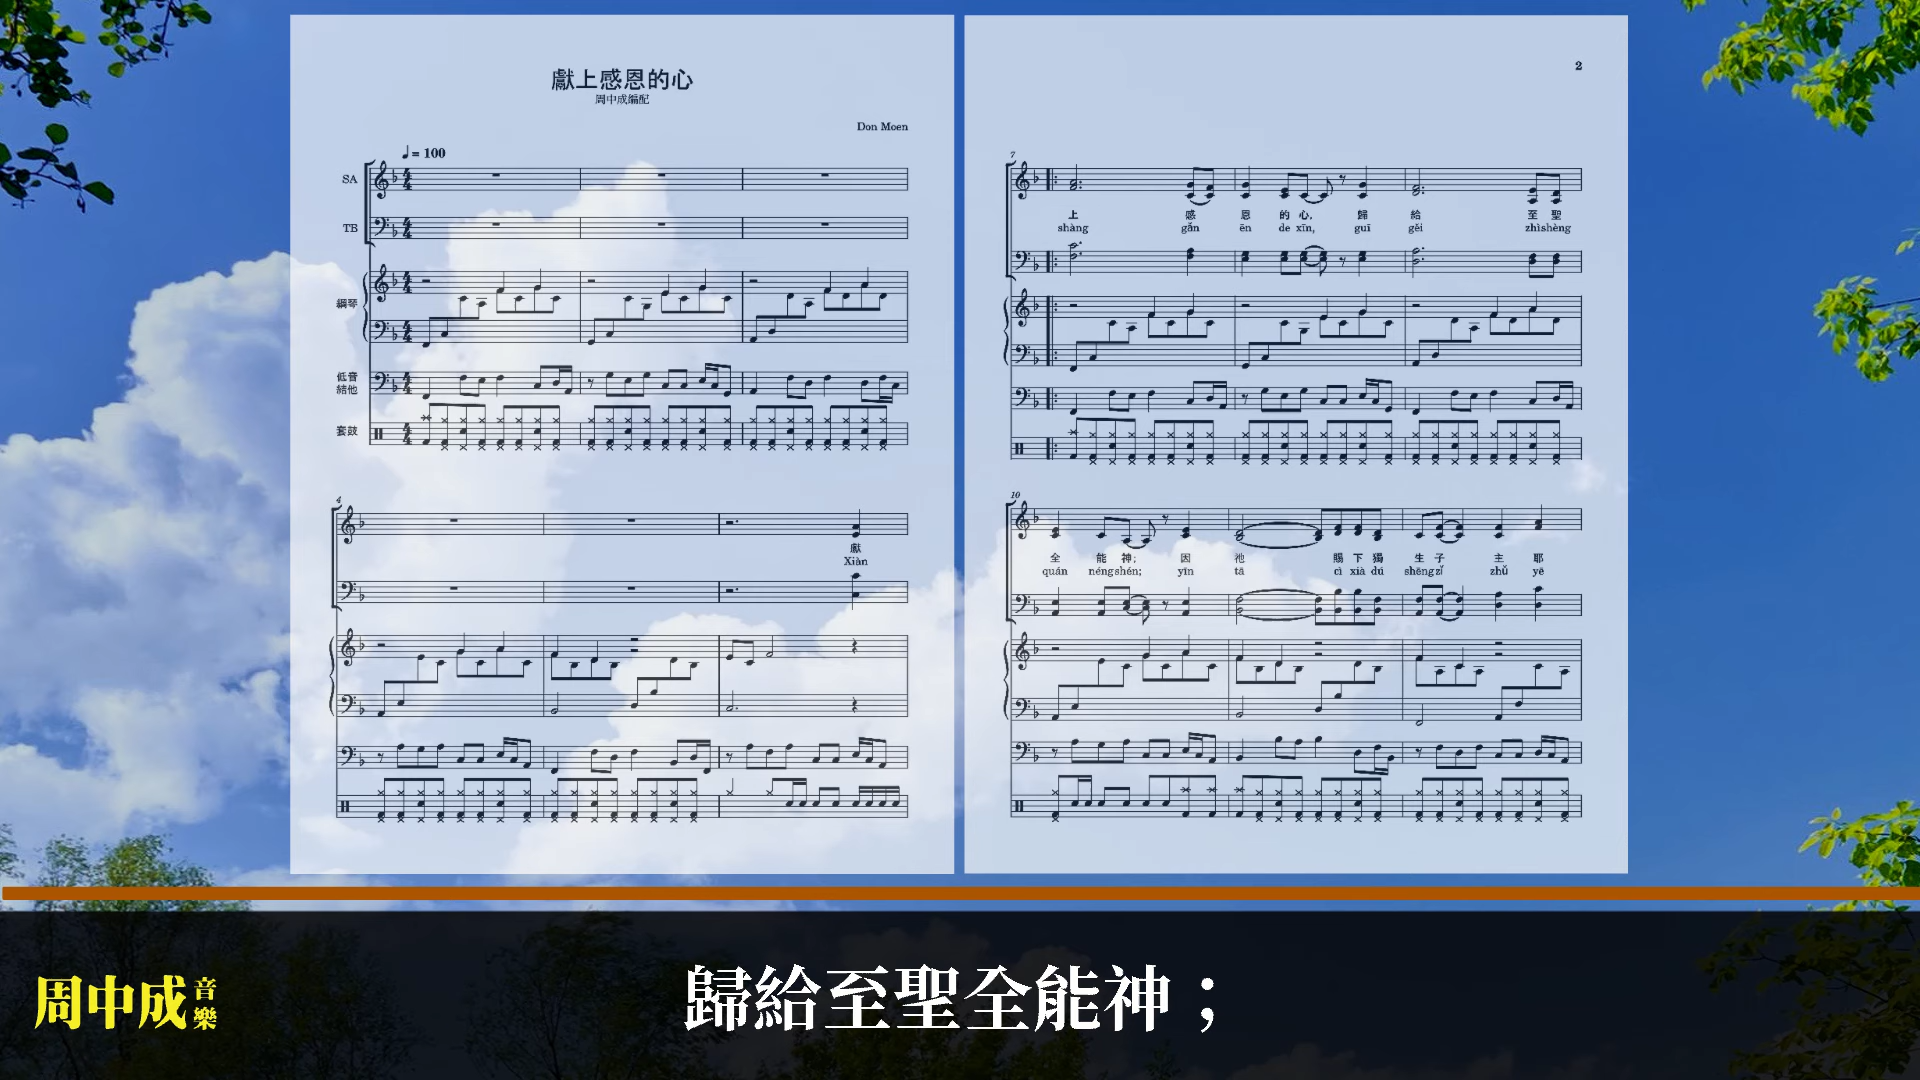 獻上感恩的心
周中成編配
Don Moen
♩= 100
SA
TB
鋼琴
低音
結他
套鼓
4
獻
Xiàn
2
7
上 感 恩 的 心, 歸 給 至 聖
shàng gǎn ēn de xīn, guī gěi zhìshèng
10
全 能 神; 因 祂 賜 下 獨 生 子 主 耶
quán néngshén; yīn tā cì xià dú shēngzǐ zhǔ yē
歸給至聖全能神；
周中成音樂